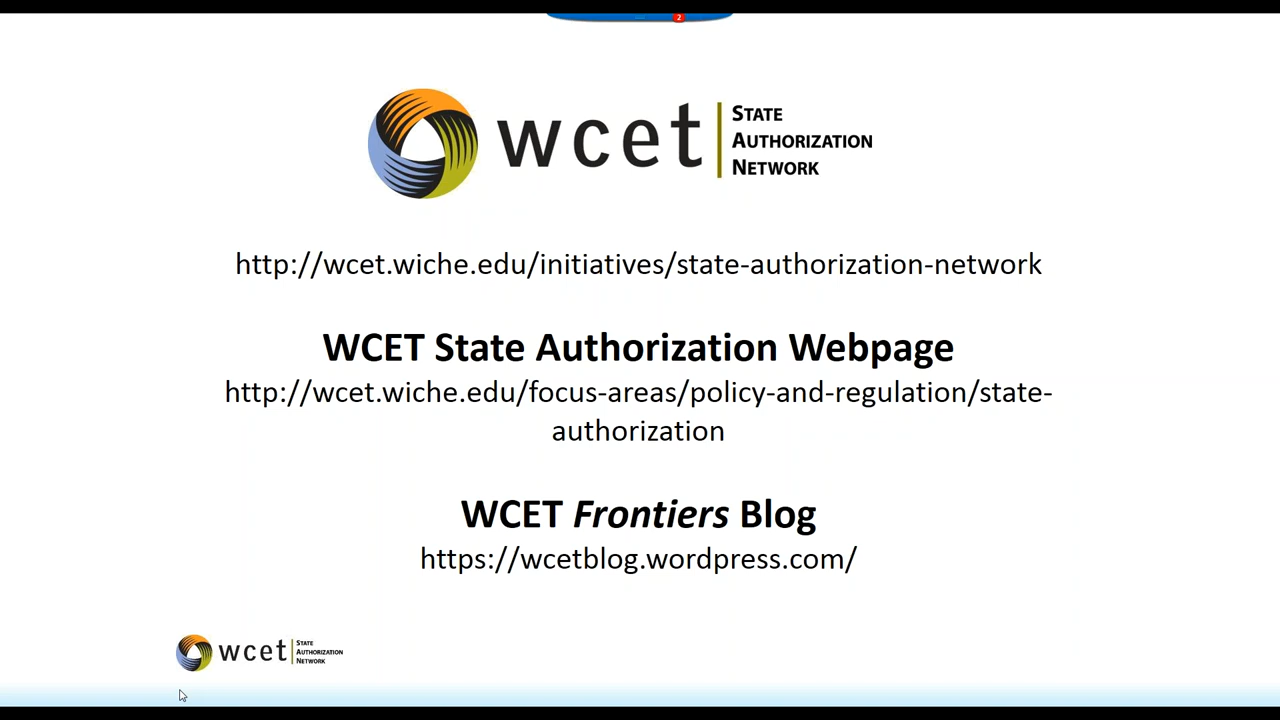 2
wcet STATE
AUTHORIZATION
NETWORK
http://wcet.wiche.edu/initiatives/state-authorization-network
WCET State Authorization Webpage
http://wcet.wiche.edu/focus-areas/policy-and-regulation/state-
authorization
WCET Frontiers Blog
https://wcetblog.wordpress.com/
wcet STATE
AUTHORIZATION
NETWORK